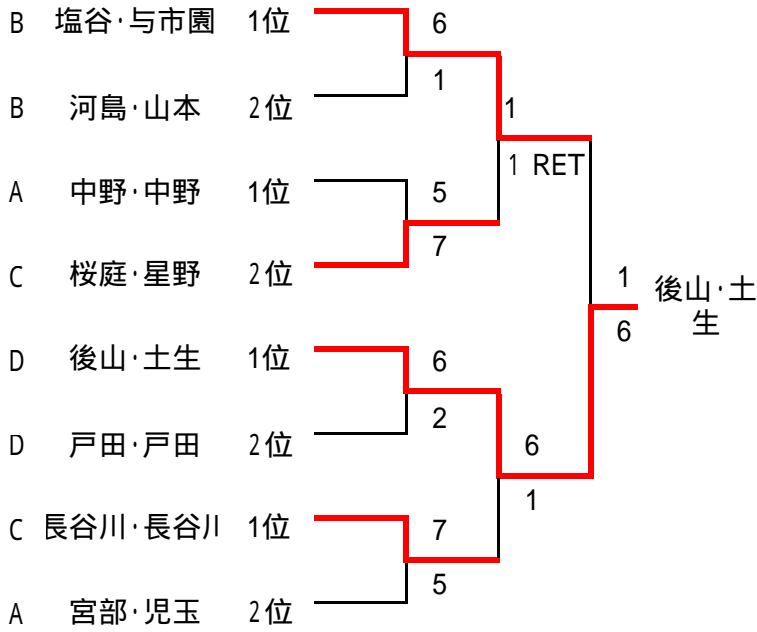 B 塩谷·与市園 1位
6
1
B 河島·山本 2位
1
1 RET
A 中野·中野 1位
5
7
C 桜庭·星野 2位
1
6
後山·土
生
D 後山·土生 1位
6
2
D 戸田·戸田 2位
6
1
C 長谷川·長谷川 1位
7
5
A 宮部·児玉 2位